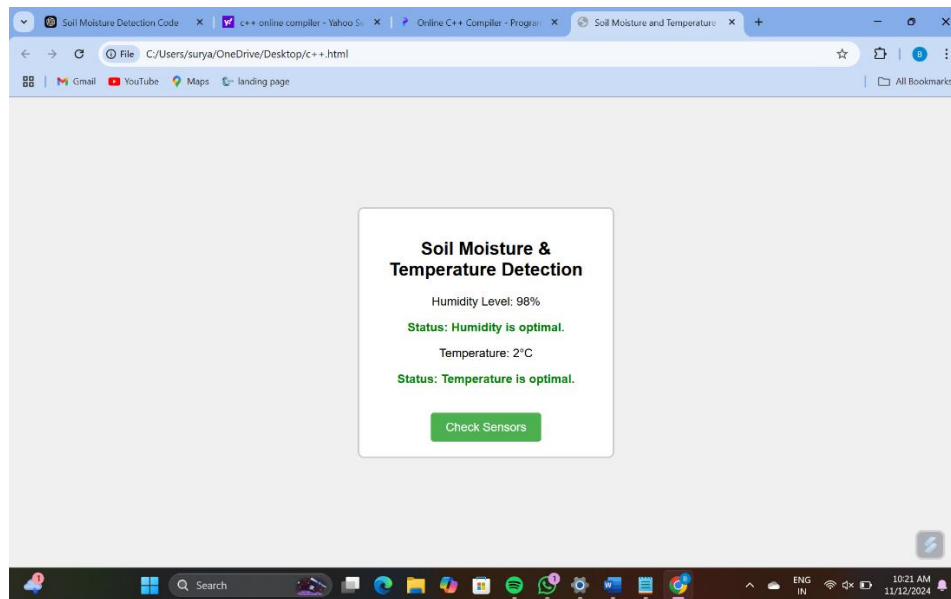 Soil Moisture Detection Code
c++ online compiler - Yahoo Se
Online C++ Compiler - Program
Soil Moisture and Temperature
File C:/Users/surya/OneDrive/Desktop/c++.html
B
Gmail YouTube Maps landing page
All Bookmarks
Soil Moisture &
Temperature Detection
Humidity Level: 98%
Status: Humidity is optimal.
Temperature: 2°C
Status: Temperature is optimal.
Check Sensors
Search
ENG
IN
10:21 AM
11/12/2024